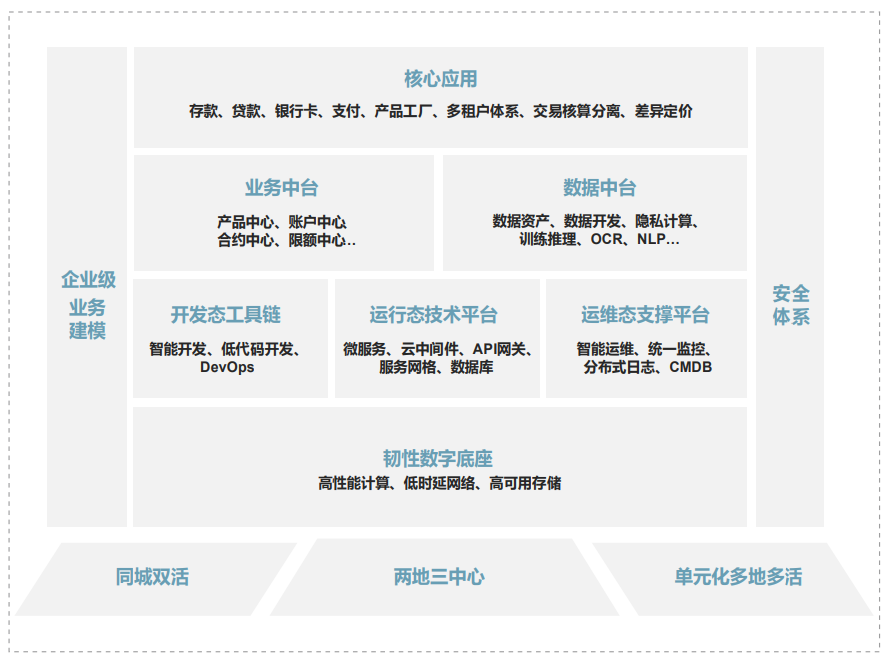 核心应用
存款、贷款、银行卡、支付、产品工厂、多租户体系、交易核算分离、差异定价
业务中台
产品中心、账户中心
合约中心、限额中心..
数据中台
数据资产、数据开发、隐私计算、
训练推理、OCR、NLP...
企业级
业务
建模
开发态工具链
智能开发、低代码开发、
DevOps
运行态技术平台
微服务、云中间件、API网关、
服务网格、数据库
运维态支撑平台
智能运维、统一监控、
分布式日志、CMDB
安全
体系
韧性数字底座
高性能计算、低时延网络、高可用存储
同城双活
两地三中心
单元化多地多活